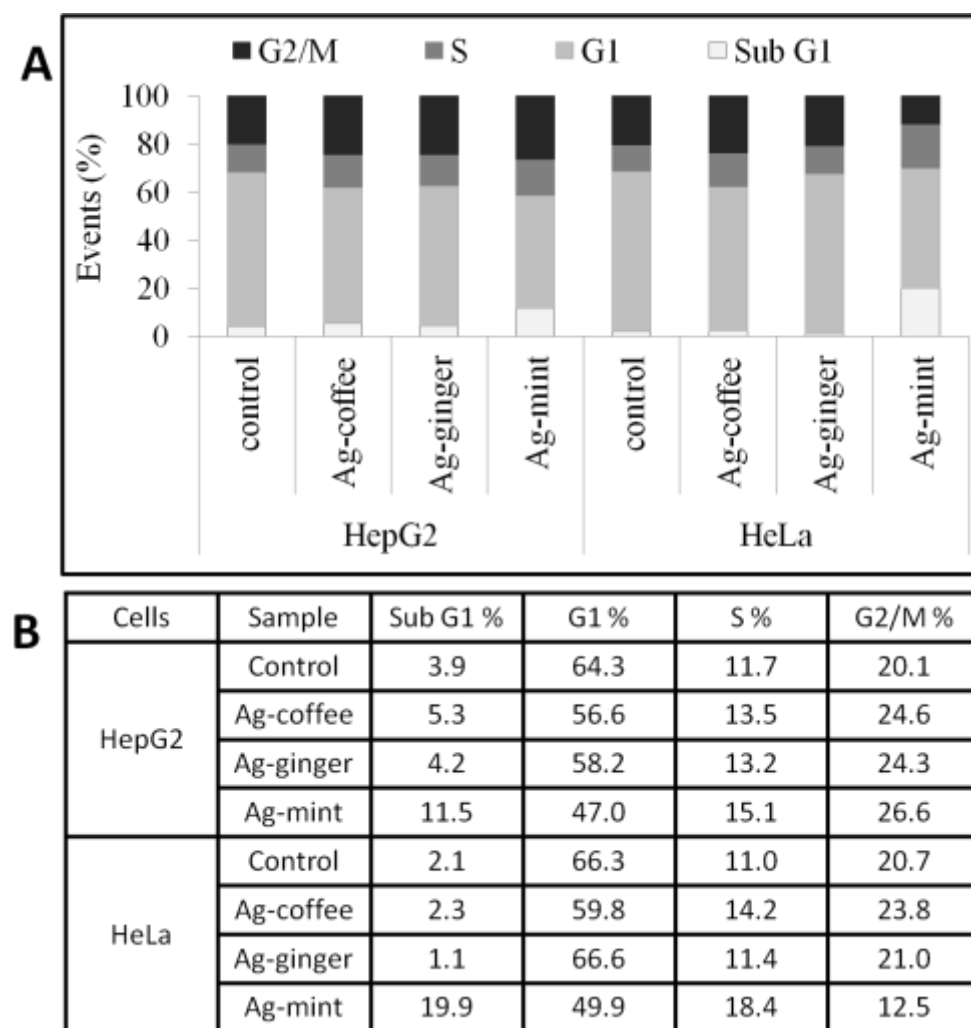 A
G2/M S G1 Sub G1
100
80
60
40
20
0
Events (%)
control Ag-coffee Ag-ginger Ag-mint control Ag-coffee Ag-ginger Ag-mint
HepG2 HeLa
B
Cells Sample Sub G1 % G1 % S % G2/M %
HepG2
Control 3.9 64.3 11.7 20.1
Ag-coffee 5.3 56.6 13.5 24.6
Ag-ginger 4.2 58.2 13.2 24.3
Ag-mint 11.5 47.0 15.1 26.6
HeLa
Control 2.1 66.3 11.0 20.7
Ag-coffee 2.3 59.8 14.2 23.8
Ag-ginger 1.1 66.6 11.4 21.0
Ag-mint 19.9 49.9 18.4 12.5